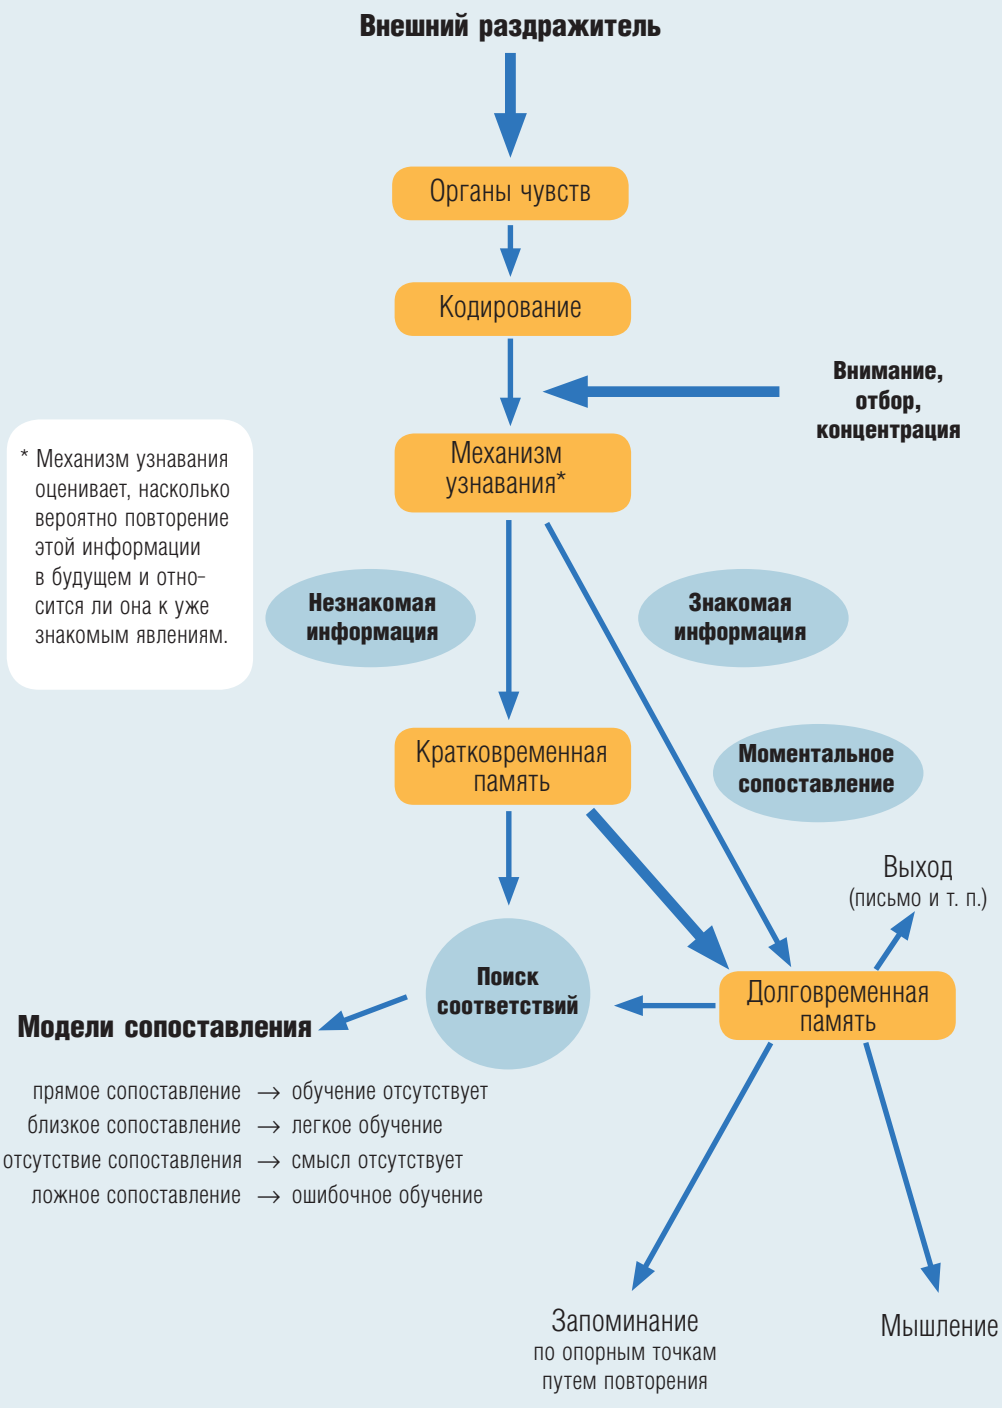 Внешний раздражитель
Органы чувств
Кодирование
Внимание,
отбор,
концентрация
Механизм
узнавания*
* Механизм узнавания
оценивает, насколько
вероятно повторение
этой информации
в будущем и отно-
сится ли она к уже
знакомым явлениям.
Незнакомая
информация
Знакомая
информация
Кратковременная
память
Моментальное
сопоставление
Выход
(письмо и т. п.)
Поиск
соответствий
Долговременная
память
Модели сопоставления
прямое сопоставление → обучение отсутствует
близкое сопоставление → легкое обучение
отсутствие сопоставления → смысл отсутствует
ложное сопоставление → ошибочное обучение
Запоминание
по опорным точкам
путем повторения
Мышление